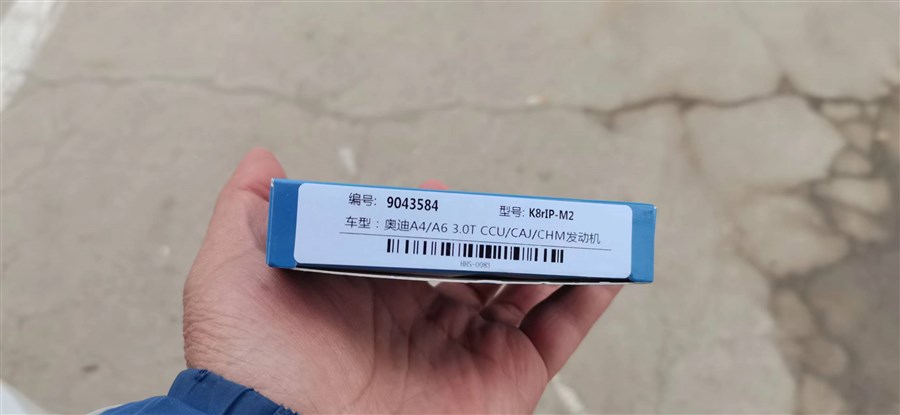 编号: 9043584 型号: K8rIP-M2
车型：奥迪A4/A6 3.0T CCU/CAJ/CHM发动机